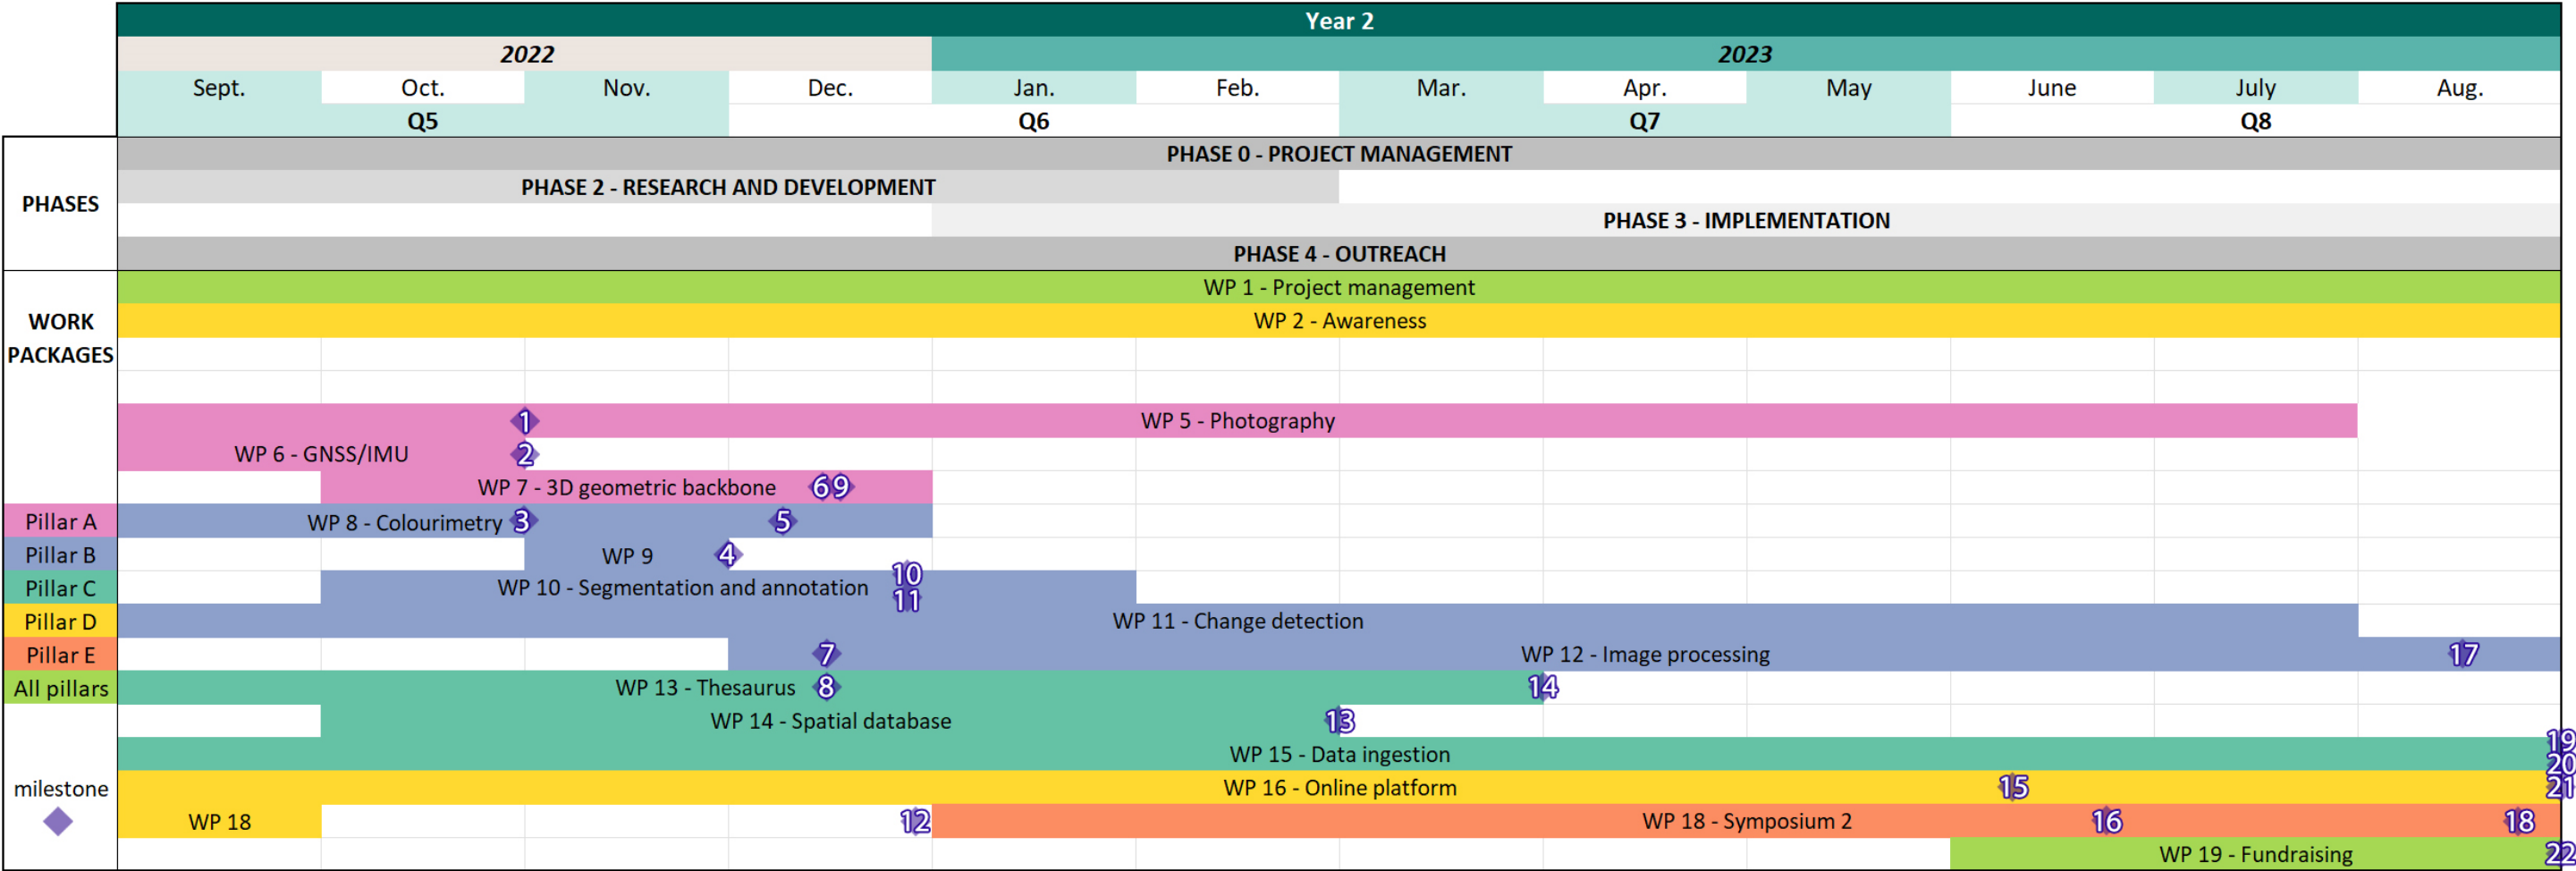 Year 2
2022 2023
Sept. Oct. Nov. Dec. Jan. Feb. Mar. Apr. May June July Aug.
Q5 Q6 Q7 Q8
PHASES
PHASE 0 - PROJECT MANAGEMENT
PHASE 2 - RESEARCH AND DEVELOPMENT
PHASE 3 - IMPLEMENTATION
PHASE 4 - OUTREACH
WORK
PACKAGES
WP 1 - Project management
WP 2 - Awareness
1 WP 5 - Photography
WP 6 - GNSS/IMU 2
WP 7 - 3D geometric backbone 6 9
Pillar A WP 8 - Colourimetry 3 5
Pillar B WP 9 4
Pillar C WP 10 - Segmentation and annotation 10
11
Pillar D WP 11 - Change detection
Pillar E 7 WP 12 - Image processing 17
All pillars WP 13 - Thesaurus 8 14
WP 14 - Spatial database 13
WP 15 - Data ingestion 19
20
milestone WP 16 - Online platform 15 21
WP 18 12 WP 18 - Symposium 2 16 18
WP 19 - Fundraising 22